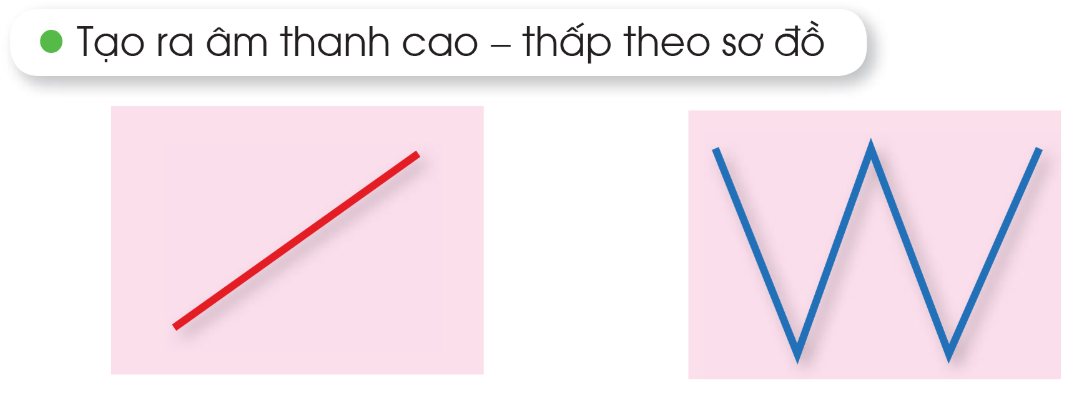 Tạo ra âm thanh cao – thấp theo sơ đồ